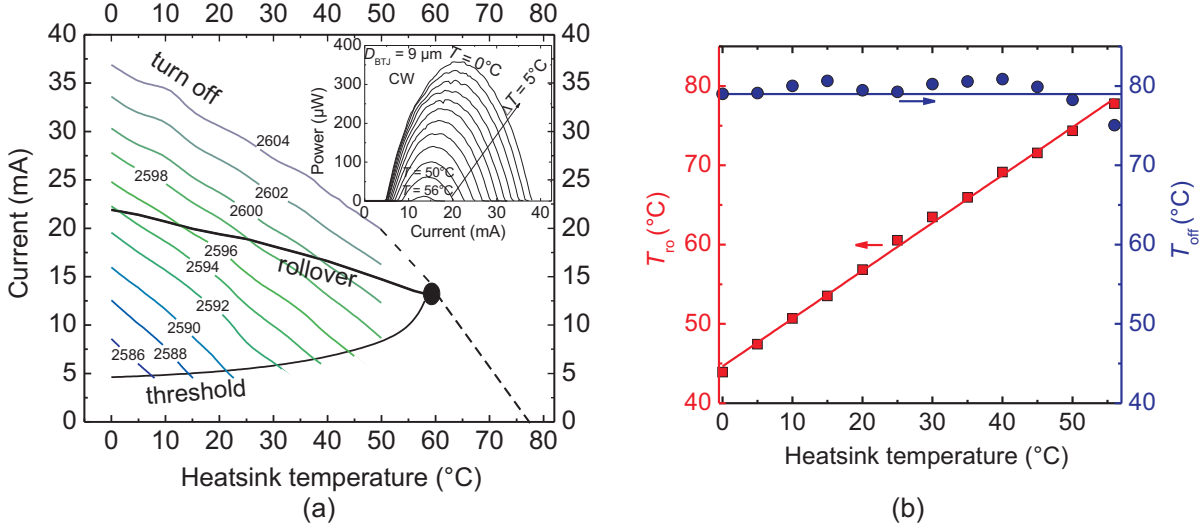 0 10 20 30 40 50 60 70 80
40 35 30 25 20 15 10 5 0
Current (mA)
turn off
2604
2602
2598
2600
2596
rollover
2594
2592
2590
2586
2588
threshold
40 35 30 25 20 15 10 5 0
0 10 20 30 40 50 60 70 80
Heatsink temperature (°C)
(a)
400 300 200 100 0
Power (µW)
D_BTJ = 9 µm
CW
T = 0°C
ΔT = 5°C
T = 50°C
T = 56°C
0 10 20 30 40
Current (mA)
80 70 60 50 40
T_ro (°C)
80 70 60 50 40
T_off (°C)
0 10 20 30 40 50
Heatsink temperature (°C)
(b)